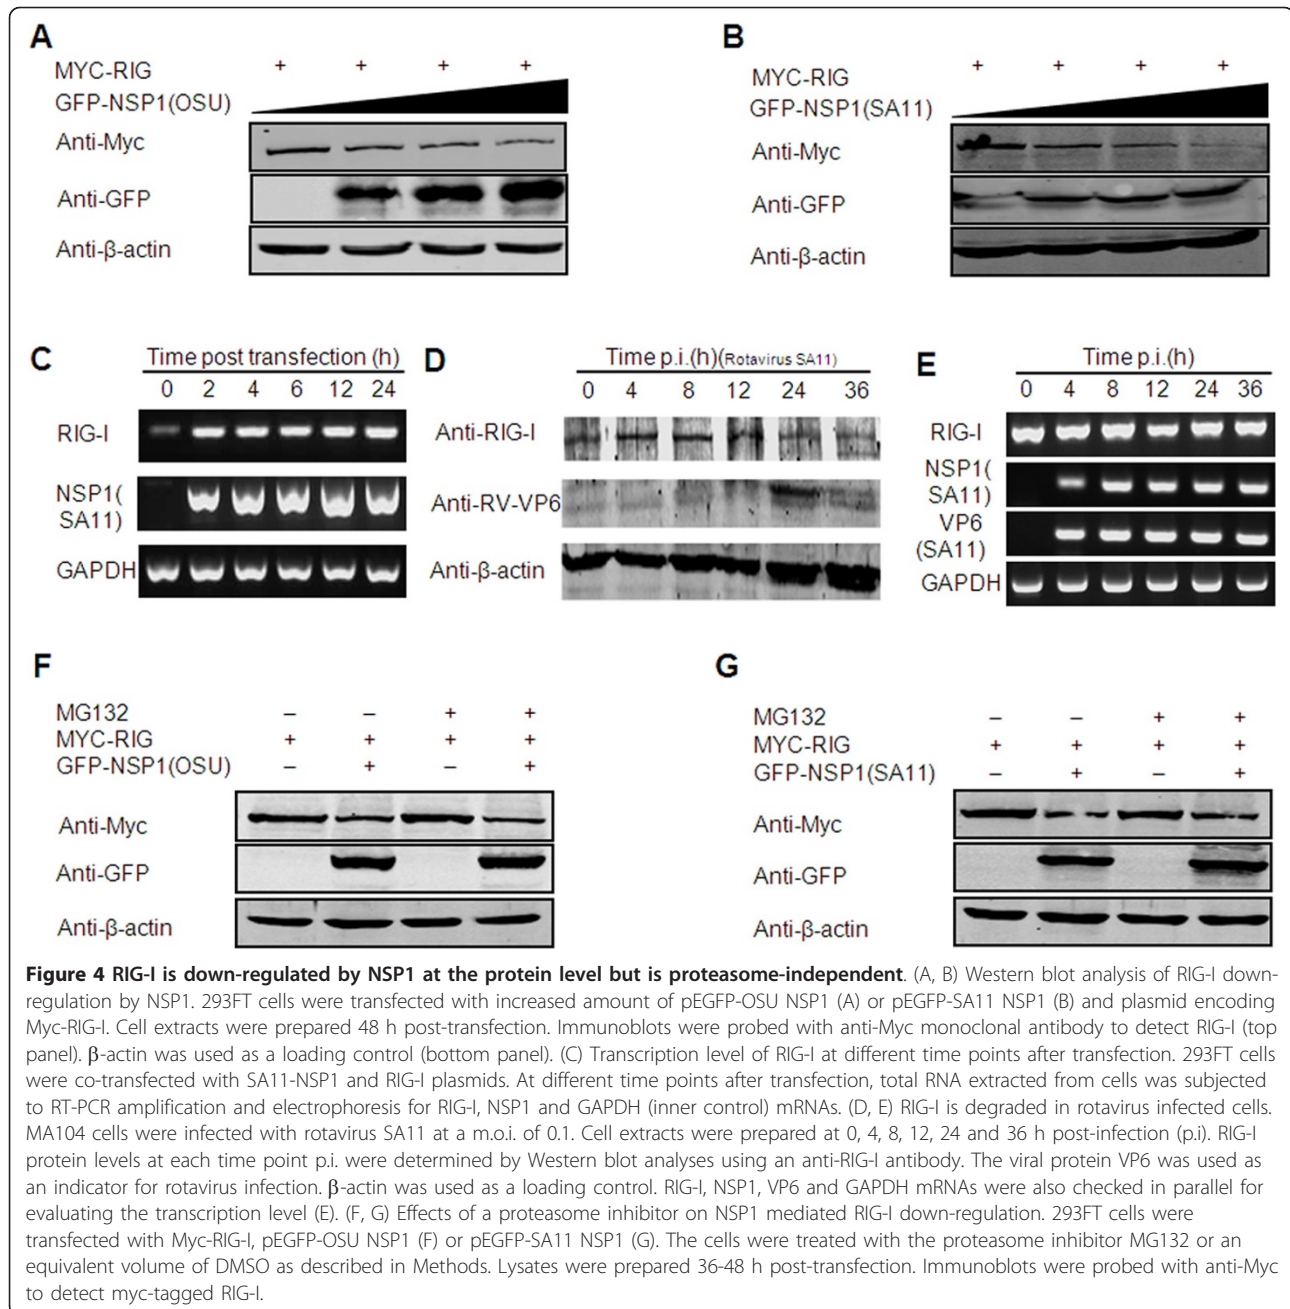 A
MYC-RIG + + + +
GFP-NSP1(OSU)
Anti-Myc
Anti-GFP
Anti-β-actin
B
MYC-RIG + + + +
GFP-NSP1(SA11)
Anti-Myc
Anti-GFP
Anti-β-actin
C
Time post transfection (h)
0 2 4 6 12 24
RIG-I
NSP1(
SA11)
GAPDH
D
Time p.i.(h)(Rotavirus SA11)
0 4 8 12 24 36
Anti-RIG-I
Anti-RV-VP6
Anti-β-actin
E
Time p.i.(h)
0 4 8 12 24 36
RIG-I
NSP1(
SA11)
VP6
(SA11)
GAPDH
F
MG132 – – + +
MYC-RIG + + + +
GFP-NSP1(OSU) – + – +
Anti-Myc
Anti-GFP
Anti-β-actin
G
MG132 – – + +
MYC-RIG + + + +
GFP-NSP1(SA11) – + – +
Anti-Myc
Anti-GFP
Anti-β-actin
Figure 4 RIG-I is down-regulated by NSP1 at the protein level but is proteasome-independent. (A, B) Western blot analysis of RIG-I down-
regulation by NSP1. 293FT cells were transfected with increased amount of pEGFP-OSU NSP1 (A) or pEGFP-SA11 NSP1 (B) and plasmid encoding
Myc-RIG-I. Cell extracts were prepared 48 h post-transfection. Immunoblots were probed with anti-Myc monoclonal antibody to detect RIG-I (top
panel). β-actin was used as a loading control (bottom panel). (C) Transcription level of RIG-I at different time points after transfection. 293FT cells
were co-transfected with SA11-NSP1 and RIG-I plasmids. At different time points after transfection, total RNA extracted from cells was subjected
to RT-PCR amplification and electrophoresis for RIG-I, NSP1 and GAPDH (inner control) mRNAs. (D, E) RIG-I is degraded in rotavirus infected cells.
MA104 cells were infected with rotavirus SA11 at a m.o.i. of 0.1. Cell extracts were prepared at 0, 4, 8, 12, 24 and 36 h post-infection (p.i). RIG-I
protein levels at each time point p.i. were determined by Western blot analyses using an anti-RIG-I antibody. The viral protein VP6 was used as
an indicator for rotavirus infection. β-actin was used as a loading control. RIG-I, NSP1, VP6 and GAPDH mRNAs were also checked in parallel for
evaluating the transcription level (E). (F, G) Effects of a proteasome inhibitor on NSP1 mediated RIG-I down-regulation. 293FT cells were
transfected with Myc-RIG-I, pEGFP-OSU NSP1 (F) or pEGFP-SA11 NSP1 (G). The cells were treated with the proteasome inhibitor MG132 or an
equivalent volume of DMSO as described in Methods. Lysates were prepared 36-48 h post-transfection. Immunoblots were probed with anti-Myc
to detect myc-tagged RIG-I.